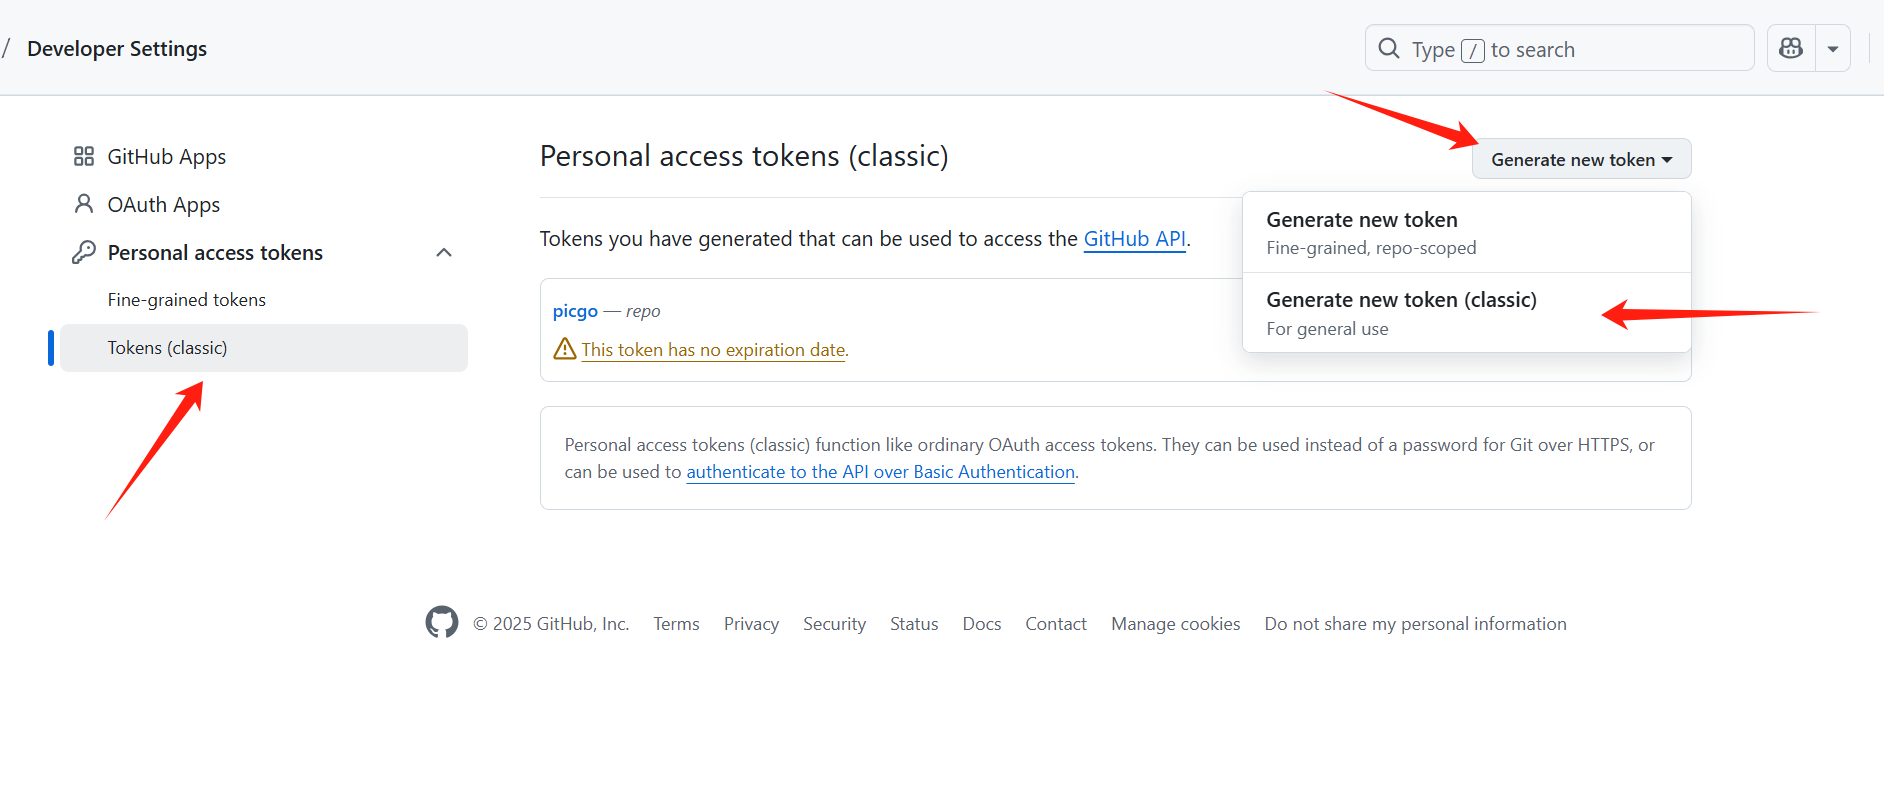 / Developer Settings
Type / to search
GitHub Apps
OAuth Apps
Personal access tokens
Fine-grained tokens
Tokens (classic)
Personal access tokens (classic)
Generate new token
Generate new token
Fine-grained, repo-scoped
Generate new token (classic)
For general use
Tokens you have generated that can be used to access the GitHub API.
picgo — repo
This token has no expiration date.
Personal access tokens (classic) function like ordinary OAuth access tokens. They can be used instead of a password for Git over HTTPS, or
can be used to authenticate to the API over Basic Authentication.
© 2025 GitHub, Inc. Terms Privacy Security Status Docs Contact Manage cookies Do not share my personal information